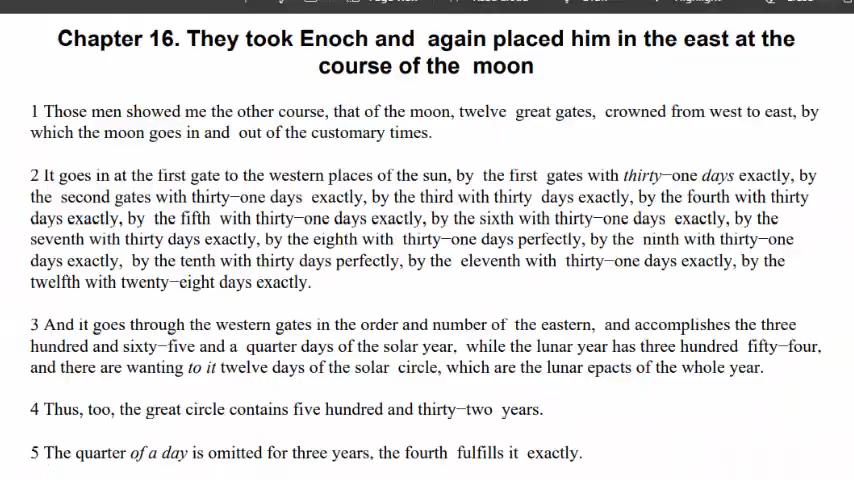 Chapter 16. They took Enoch and again placed him in the east at the
course of the moon
1 Those men showed me the other course, that of the moon, twelve great gates, crowned from west to east, by
which the moon goes in and out of the customary times.
2 It goes in at the first gate to the western places of the sun, by the first gates with thirty−one days exactly, by
the second gates with thirty−one days exactly, by the third with thirty days exactly, by the fourth with thirty
days exactly, by the fifth with thirty−one days exactly, by the sixth with thirty−one days exactly, by the
seventh with thirty days exactly, by the eighth with thirty−one days perfectly, by the ninth with thirty−one
days exactly, by the tenth with thirty days perfectly, by the eleventh with thirty−one days exactly, by the
twelfth with twenty−eight days exactly.
3 And it goes through the western gates in the order and number of the eastern, and accomplishes the three
hundred and sixty−five and a quarter days of the solar year, while the lunar year has three hundred fifty−four,
and there are wanting to it twelve days of the solar circle, which are the lunar epacts of the whole year.
4 Thus, too, the great circle contains five hundred and thirty−two years.
5 The quarter of a day is omitted for three years, the fourth fulfills it exactly.